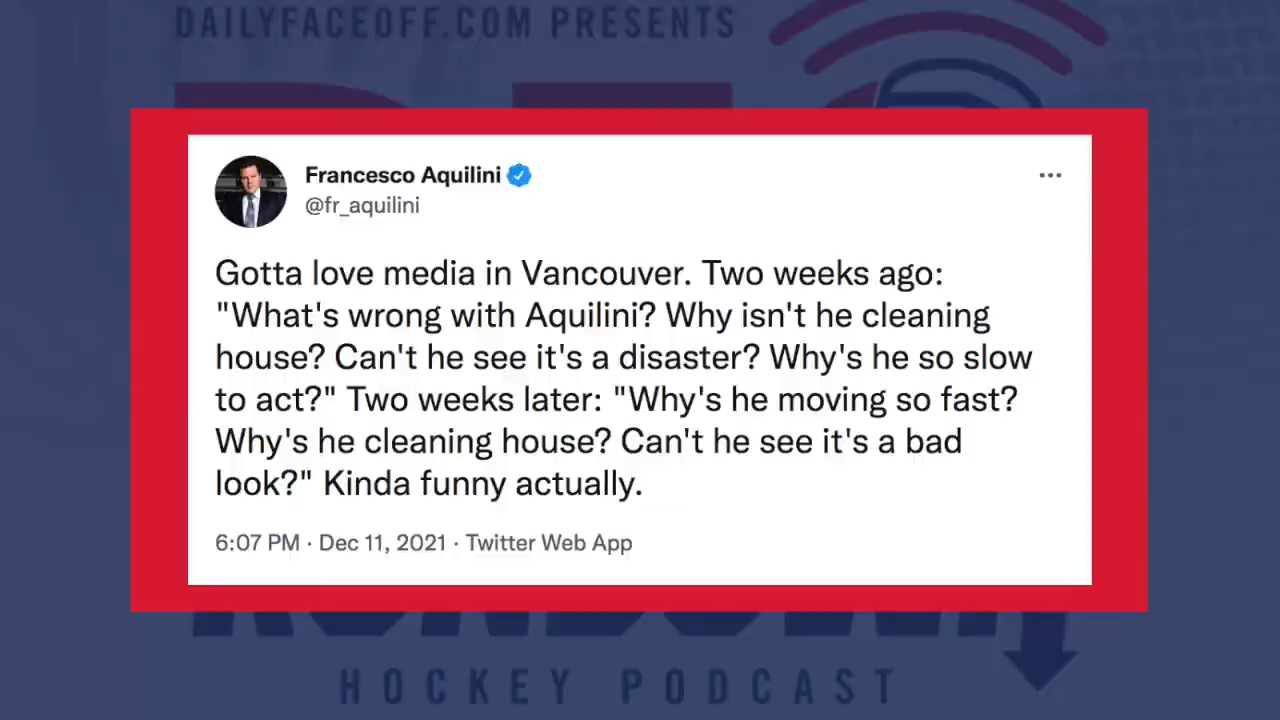 DAILYFACEOFF.COM PRESENTS
Francesco Aquilini
@fr_aquilini
Gotta love media in Vancouver. Two weeks ago:
"What's wrong with Aquilini? Why isn't he cleaning
house? Can't he see it's a disaster? Why's he so slow
to act?" Two weeks later: "Why's he moving so fast?
Why's he cleaning house? Can't he see it's a bad
look?" Kinda funny actually.
6:07 PM · Dec 11, 2021 · Twitter Web App
HOCKEY PODCAST